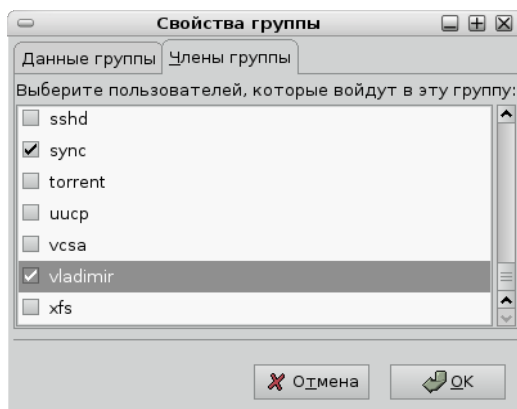 Свойства группы
Данные группы Члены группы
Выберите пользователей, которые войдут в эту группу:
sshd
sync
torrent
uucp
vcsa
vladimir
xfs
Отмена OK